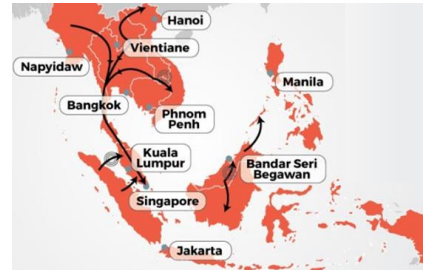 Hanoi
Vientiane
Napyidaw
Manila
Bangkok
Phnom
Penh
Kuala
Lumpur
Bandar Seri
Begawan
Singapore
Jakarta